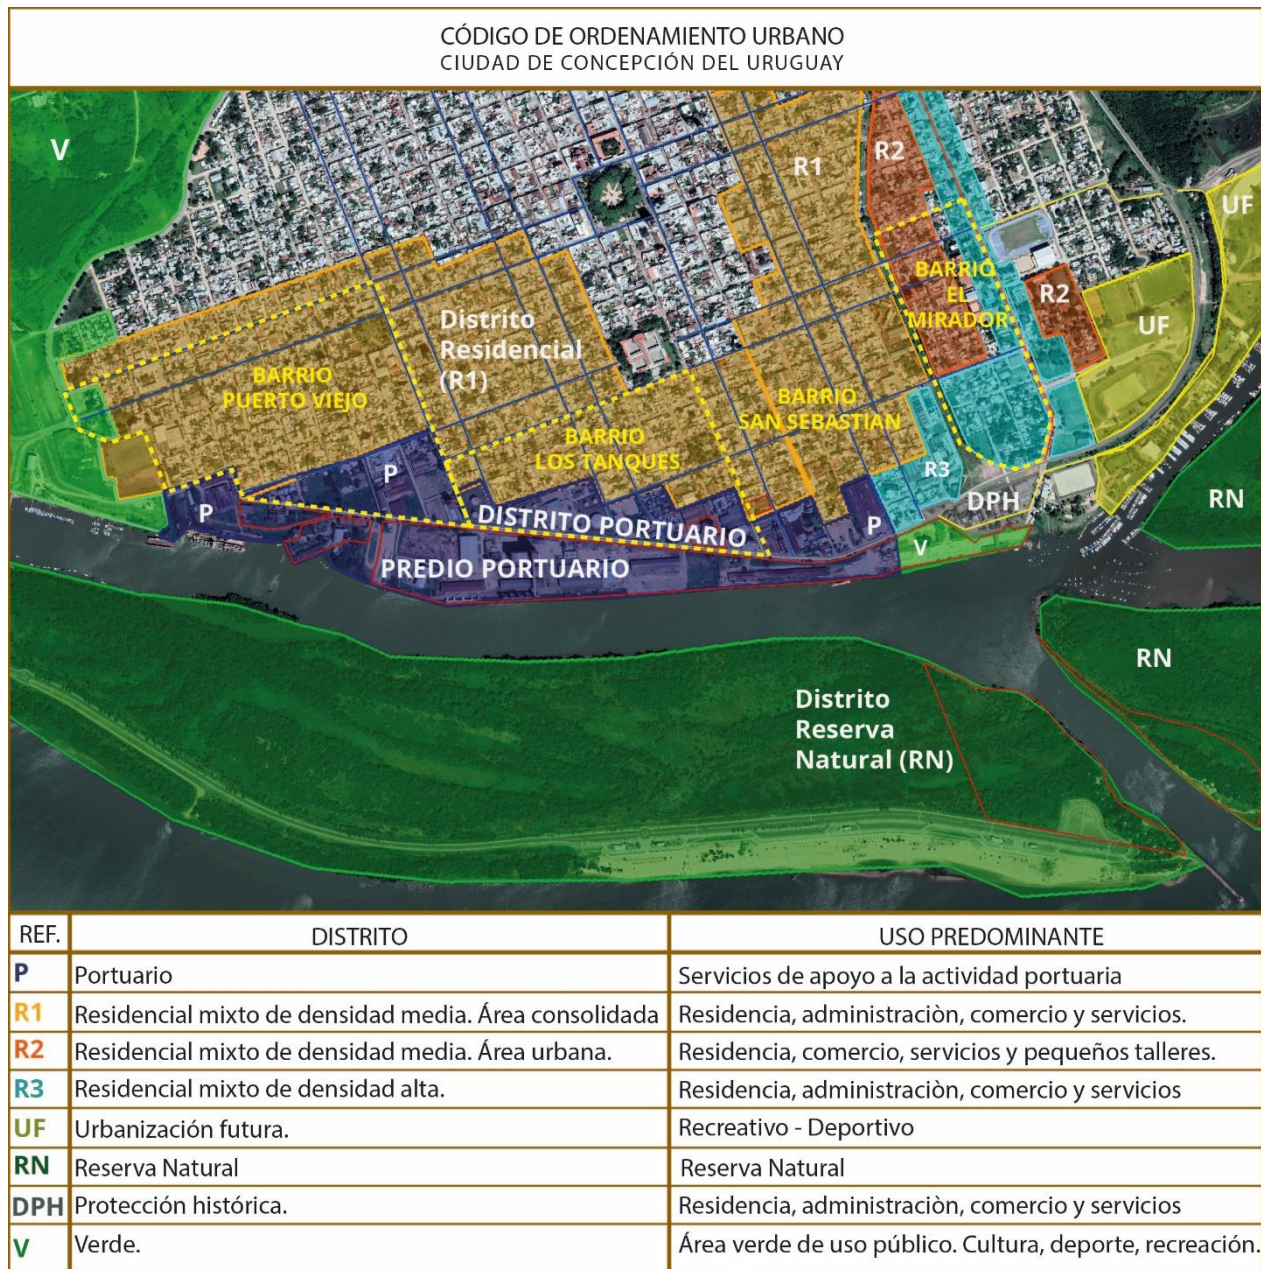 CÓDIGO DE ORDENAMIENTO URBANO
CIUDAD DE CONCEPCIÓN DEL URUGUAY
V
R1
R2
UF
BARRIO
EL
MIRADOR
R2
UF
Distrito
Residencial
(R1)
BARRIO
PUERTO VIEJO
BARRIO
SAN SEBASTIAN
BARRIO
LOS TANQUES
P
R3
DPH
RN
P
DISTRITO PORTUARIO
P
V
PREDIO PORTUARIO
RN
Distrito
Reserva
Natural (RN)
REF. DISTRITO USO PREDOMINANTE
P Portuario Servicios de apoyo a la actividad portuaria
R1 Residencial mixto de densidad media. Área consolidada Residencia, administraciòn, comercio y servicios.
R2 Residencial mixto de densidad media. Área urbana. Residencia, comercio, servicios y pequeños talleres.
R3 Residencial mixto de densidad alta. Residencia, administraciòn, comercio y servicios
UF Urbanización futura. Recreativo - Deportivo
RN Reserva Natural Reserva Natural
DPH Protección histórica. Residencia, administraciòn, comercio y servicios
V Verde. Área verde de uso público. Cultura, deporte, recreación.